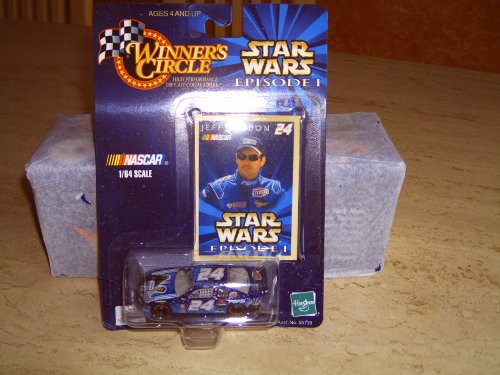 AGES 4 AND UP
WINNER'S
CIRCLE
HIGH PERFORMANCE
DIE CAST COLLECTIBLES
STAR
WARS
EPISODE I
NASCAR
1/64 SCALE
JEFF GORDON 24
NASCAR
STAR
WARS
EPISODE I
24
24
Hasbro